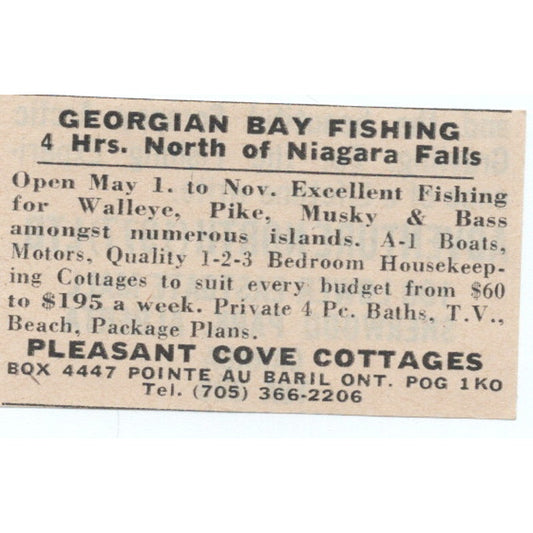 GEORGIAN BAY FISHING
4 Hrs. North of Niagara Falls
Open May 1. to Nov. Excellent Fishing
for Walleye, Pike, Musky & Bass
amongst numerous islands. A-1 Boats,
Motors, Quality 1-2-3 Bedroom Housekeep-
ing Cottages to suit every budget from $60
to $195 a week. Private 4 Pc. Baths, T.V.,
Beach, Package Plans.
PLEASANT COVE COTTAGES
BOX 4447 POINTE AU BARIL ONT. POG 1KO
Tel. (705) 366-2206